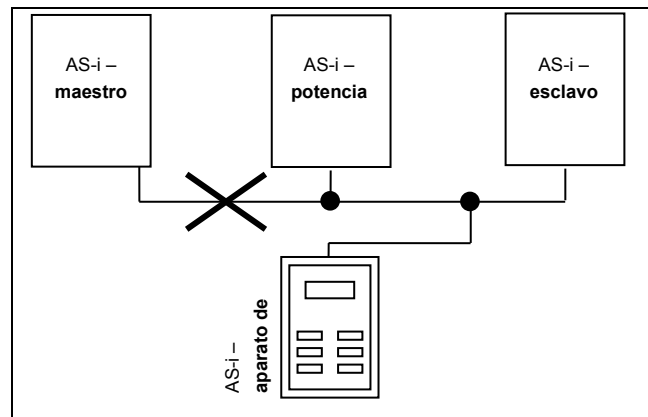 AS-i –
maestro
AS-i –
potencia
AS-i –
esclavo
AS-i –
aparato de